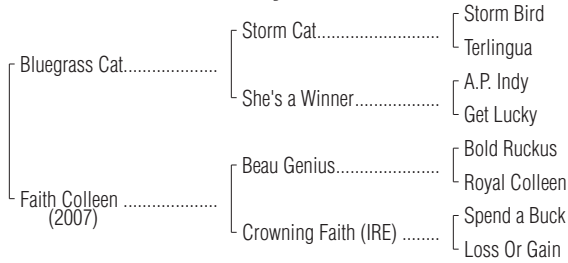 Storm Bird
Storm Cat........................
Terlingua
Bluegrass Cat...................
A.P. Indy
She's a Winner.................
Get Lucky
Bold Ruckus
Beau Genius.....................
Royal Colleen
Faith Colleen ...................
(2007)
Spend a Buck
Crowning Faith (IRE) ........
Loss Or Gain